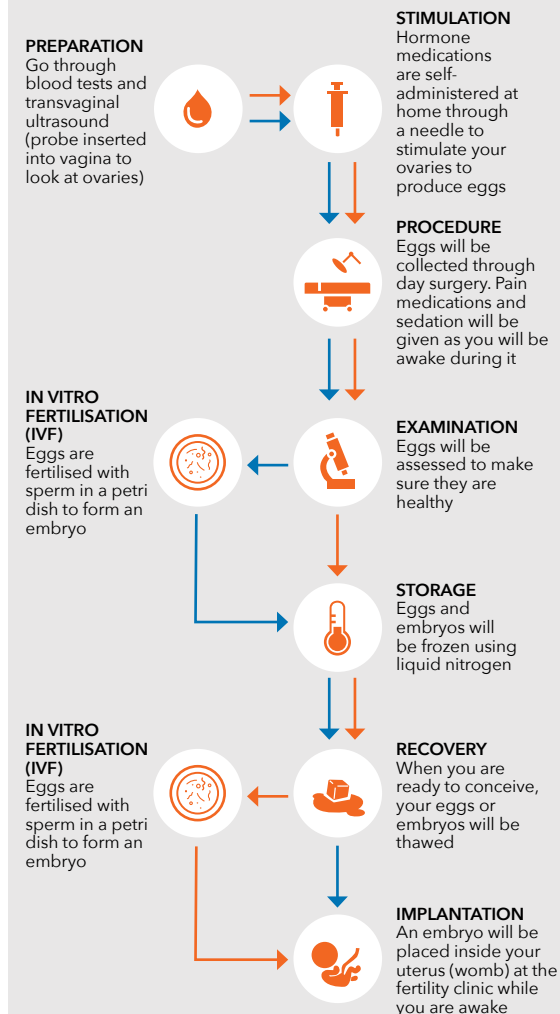 PREPARATION
Go through
blood tests and
transvaginal
ultrasound
(probe inserted
into vagina to
look at ovaries)
STIMULATION
Hormone
medications
are self-
administered at
home through
a needle to
stimulate your
ovaries to
produce eggs
PROCEDURE
Eggs will be
collected through
day surgery. Pain
medications and
sedation will be
given as you will be
awake during it
EXAMINATION
Eggs will be
assessed to make
sure they are
healthy
IN VITRO
FERTILISATION
(IVF)
Eggs are
fertilised with
sperm in a petri
dish to form an
embryo
STORAGE
Eggs and
embryos will
be frozen using
liquid nitrogen
RECOVERY
When you are
ready to conceive,
your eggs or
embryos will be
thawed
IN VITRO
FERTILISATION
(IVF)
Eggs are
fertilised with
sperm in a petri
dish to form an
embryo
IMPLANTATION
An embryo will be
placed inside your
uterus (womb) at the
fertility clinic while
you are awake